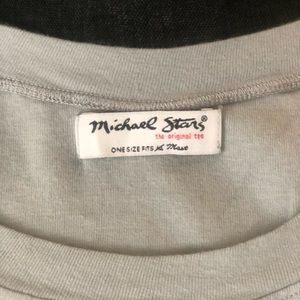 Michael Stars®
the original tee
ONE SIZE FITS Most